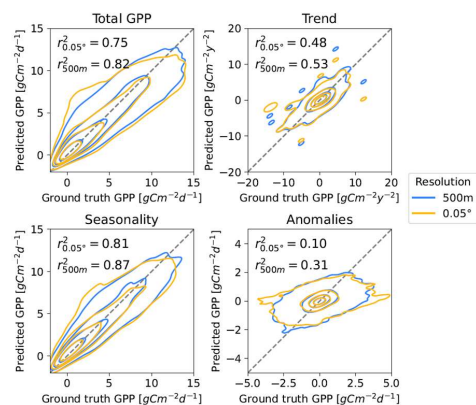 Total GPP
r²0.05° = 0.75
r²500m = 0.82
Predicted GPP [gCm⁻²d⁻¹]
15
10
5
0
0
5
10
15
Ground truth GPP [gCm⁻²d⁻¹]
Trend
r²0.05° = 0.48
r²500m = 0.53
Predicted GPP [gCm⁻²y⁻²]
20
10
0
−10
−20
−20
−10
0
10
20
Ground truth GPP [gCm⁻²y⁻²]
Resolution
500m
0.05°
Seasonality
r²0.05° = 0.81
r²500m = 0.87
Predicted GPP [gCm⁻²d⁻¹]
15
10
5
0
0
5
10
15
Ground truth GPP [gCm⁻²d⁻¹]
Anomalies
r²0.05° = 0.10
r²500m = 0.31
Predicted GPP [gCm⁻²d⁻¹]
4
2
0
−2
−4
−5.0
−2.5
0.0
2.5
5.0
Ground truth GPP [gCm⁻²d⁻¹]